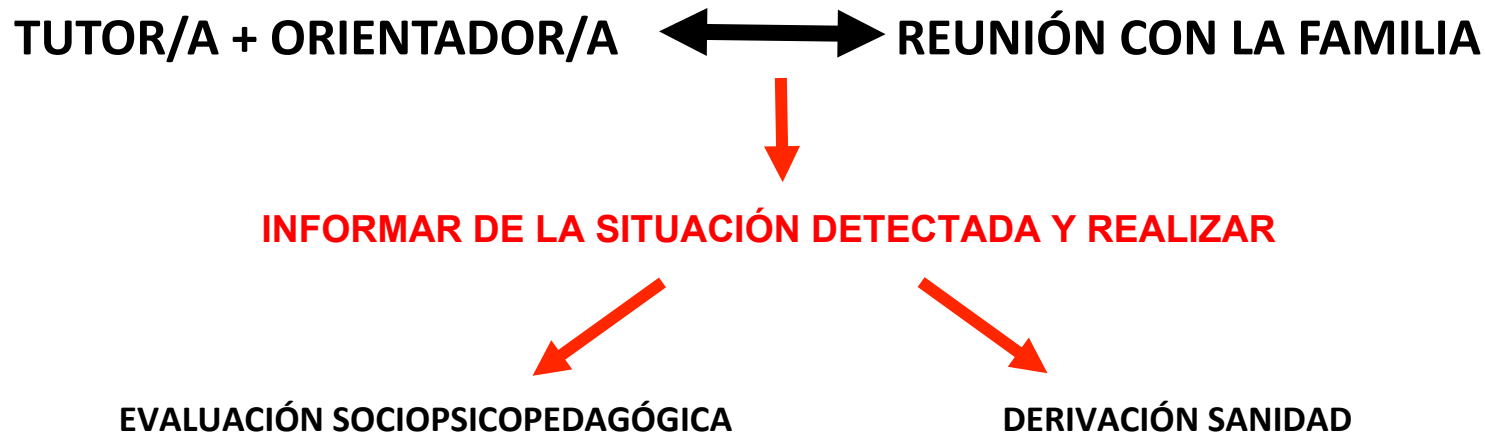 TUTOR/A + ORIENTADOR/A REUNIÓN CON LA FAMILIA
INFORMAR DE LA SITUACIÓN DETECTADA Y REALIZAR
EVALUACIÓN SOCIOPSICOPEDAGÓGICA DERIVACIÓN SANIDAD